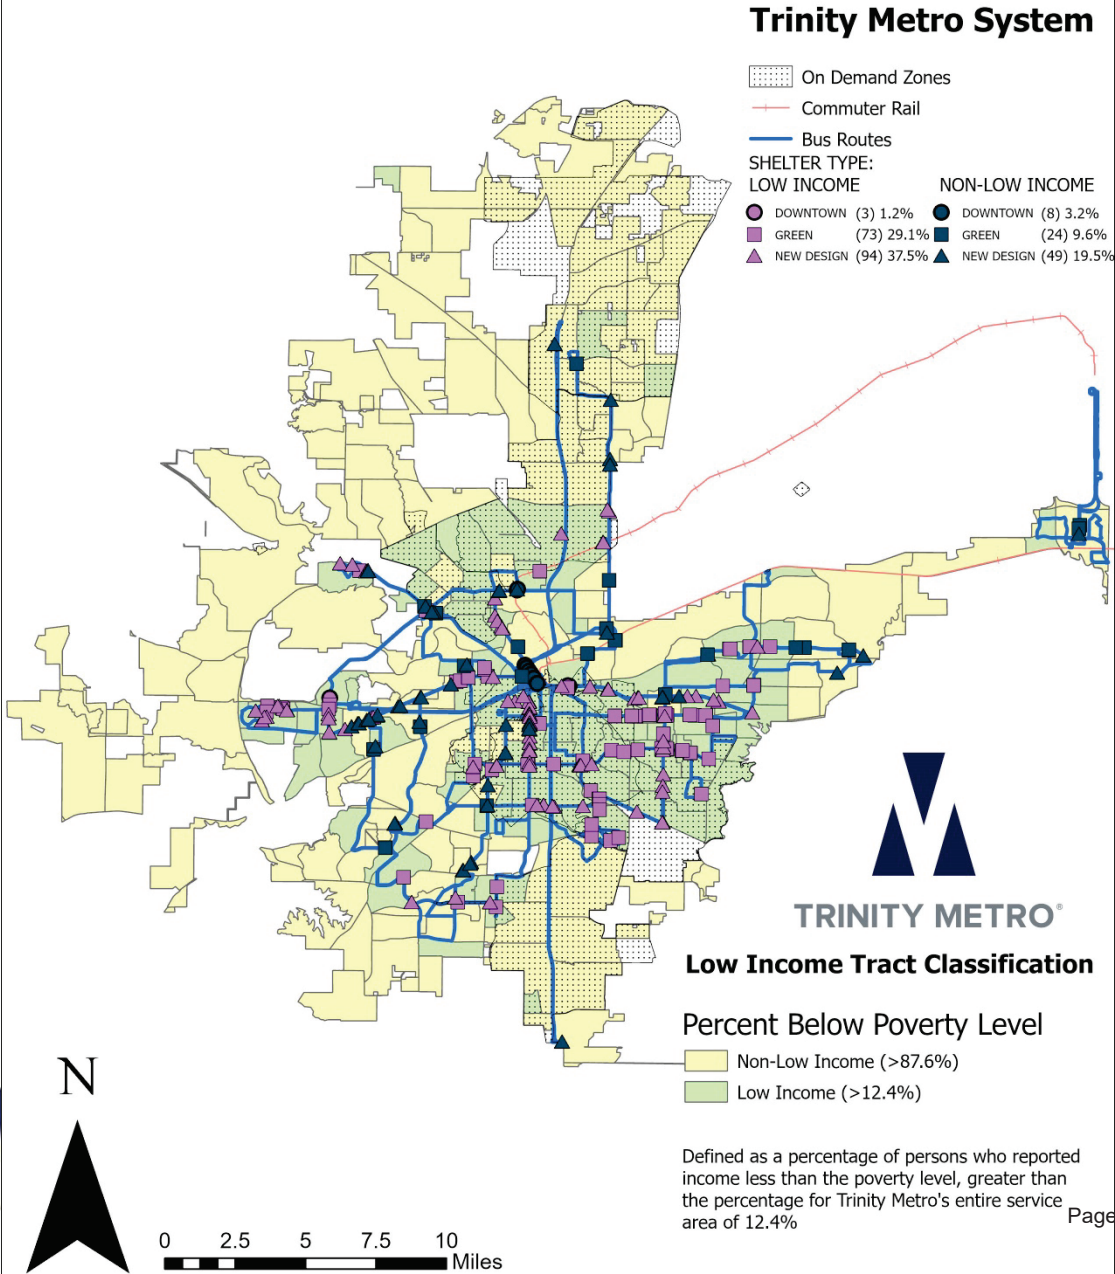 Trinity Metro System
On Demand Zones
Commuter Rail
Bus Routes
SHELTER TYPE:
LOW INCOME NON-LOW INCOME
DOWNTOWN (3) 1.2% DOWNTOWN (8) 3.2%
GREEN (73) 29.1% GREEN (24) 9.6%
NEW DESIGN (94) 37.5% NEW DESIGN (49) 19.5%
TRINITY METRO®
Low Income Tract Classification
Percent Below Poverty Level
Non-Low Income (>87.6%)
Low Income (>12.4%)
Defined as a percentage of persons who reported
income less than the poverty level, greater than
the percentage for Trinity Metro's entire service
area of 12.4%
Page
N
0 2.5 5 7.5 10
Miles